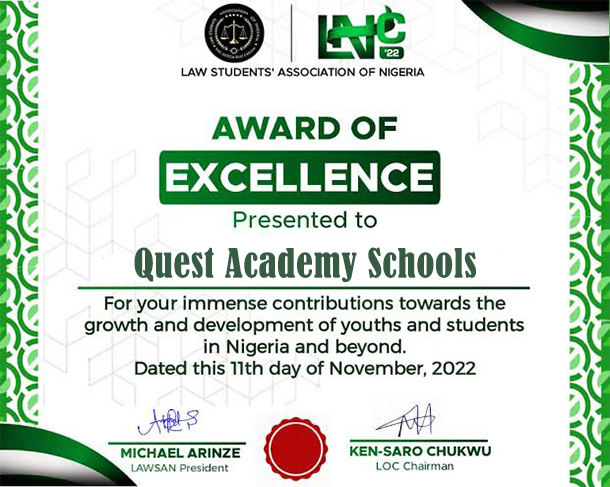 LNC
'22
LAW STUDENTS' ASSOCIATION OF NIGERIA
AWARD OF
EXCELLENCE
Presented to
Quest Academy Schools
For your immense contributions towards the
growth and development of youths and students
in Nigeria and beyond.
Dated this 11th day of November, 2022
MICHAEL ARINZE
LAWSAN President
KEN-SARO CHUKWU
LOC Chairman